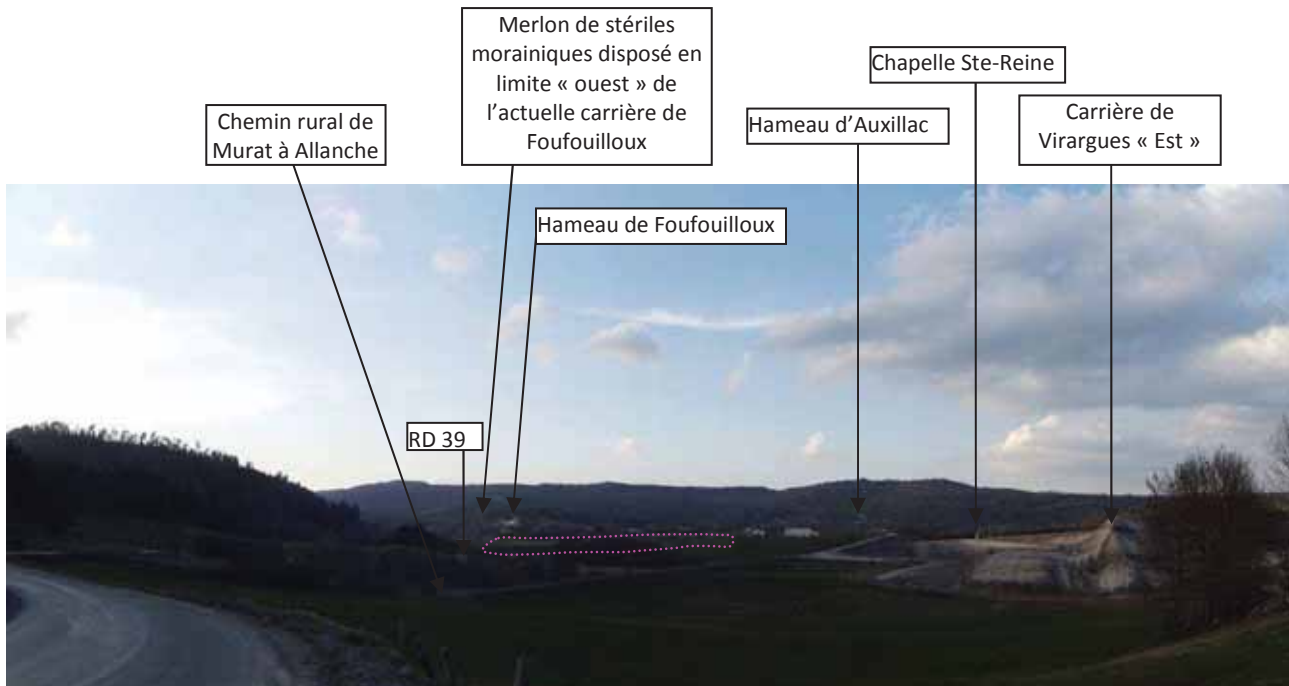 Merlon de stériles
morainiques disposé en
limite « ouest » de
l’actuelle carrière de
Foufouilloux
Chapelle Ste-Reine
Carrière de
Virargues « Est »
Hameau d’Auxillac
Chemin rural de
Murat à Allanche
Hameau de Foufouilloux
RD 39